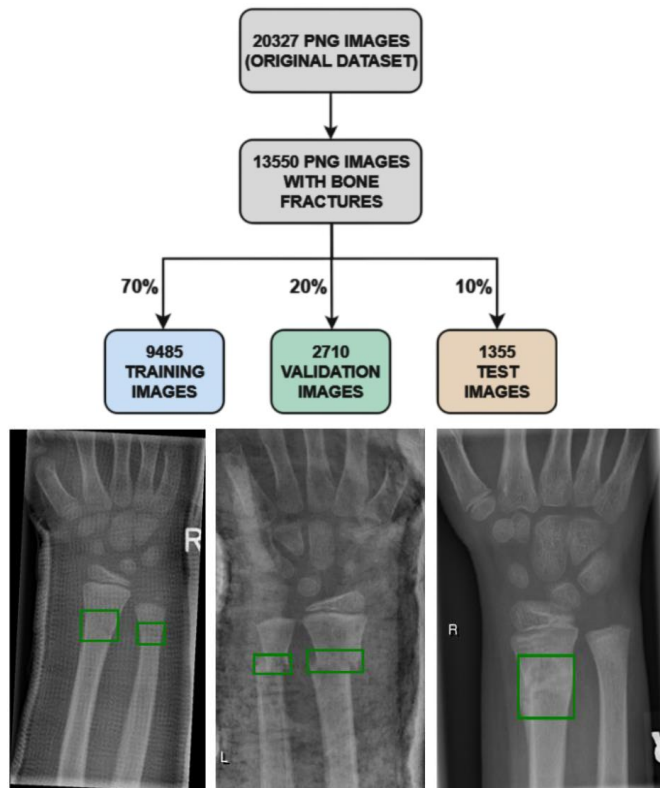 20327 PNG IMAGES
(ORIGINAL DATASET)
13550 PNG IMAGES
WITH BONE
FRACTURES
70%
20%
10%
9485
TRAINING
IMAGES
2710
VALIDATION
IMAGES
1355
TEST
IMAGES
R
R
L